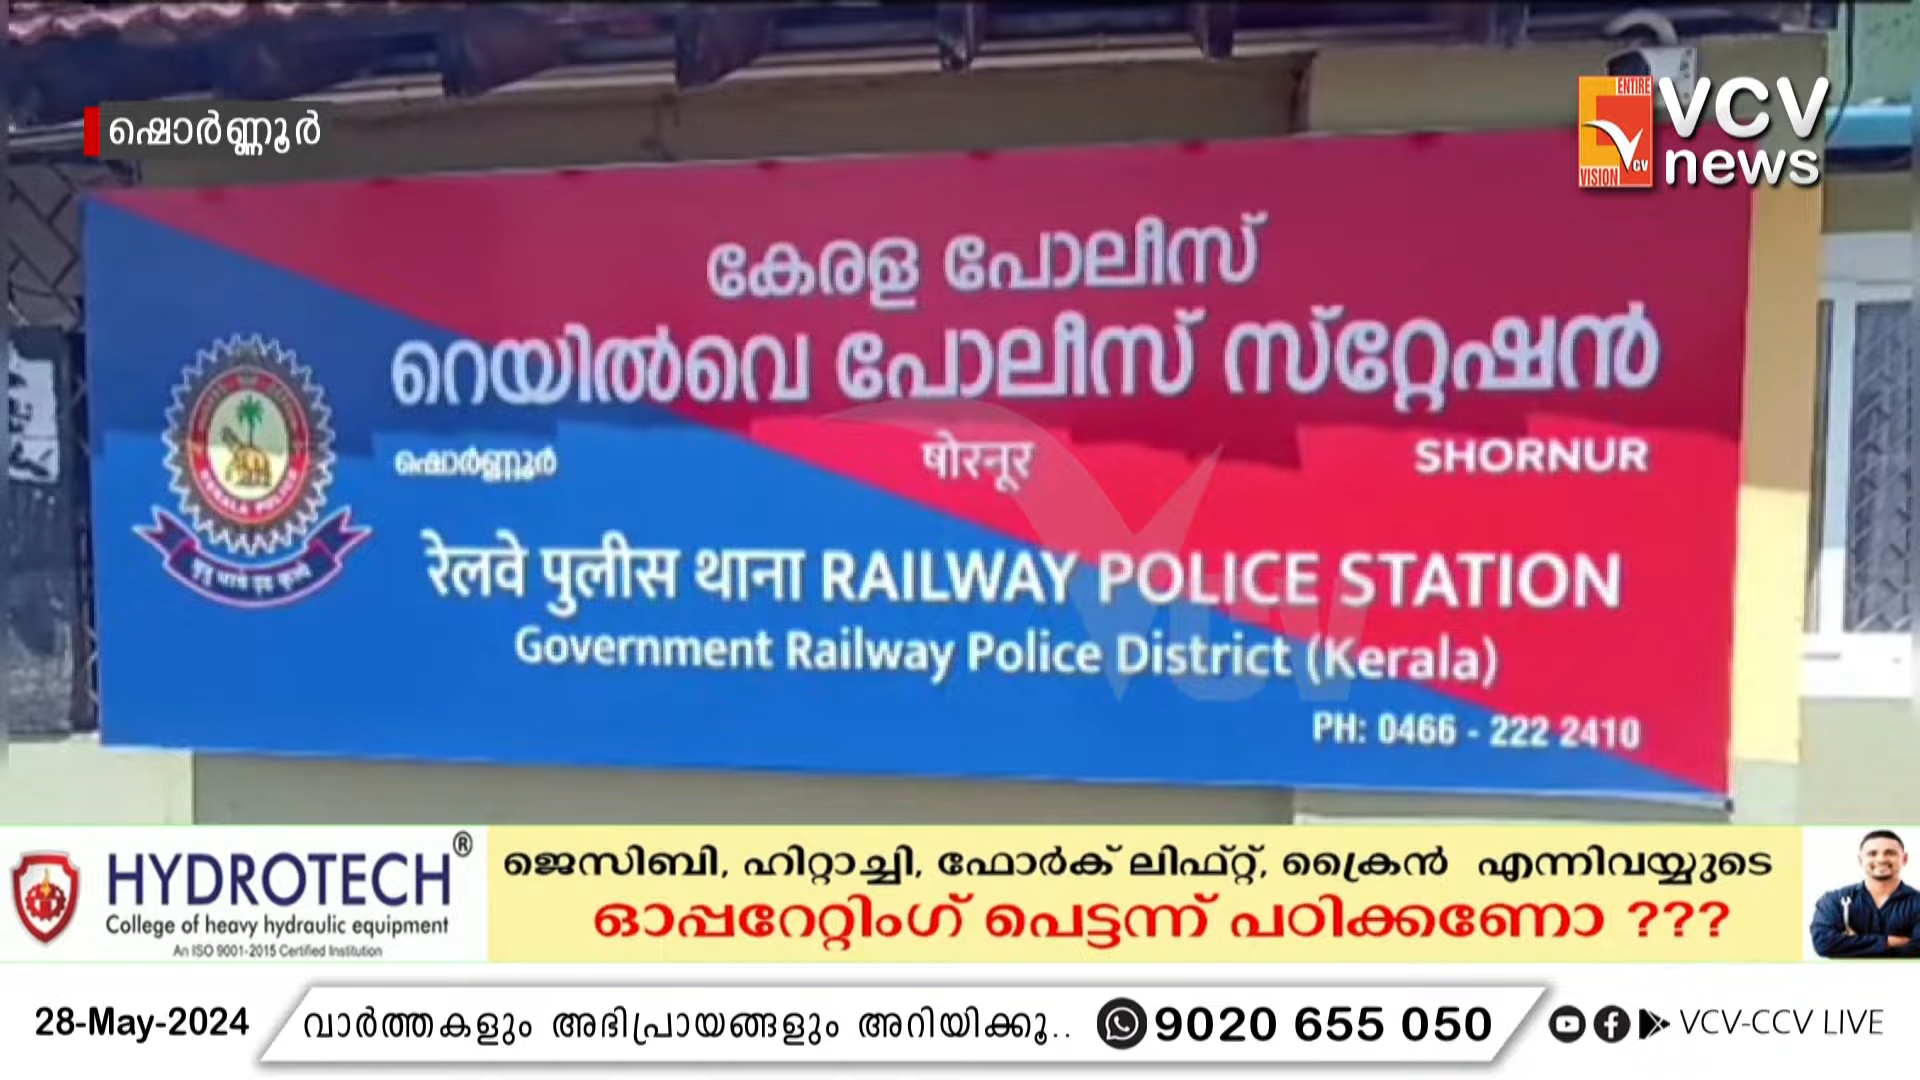 ഷൊർണ്ണൂർ
ENTIRE
VCV
CV
news
VISION
കേരള പോലീസ്
റെയിൽവെ പോലീസ് സ്റ്റേഷൻ
ഷൊർണ്ണൂർ षोरनूर SHORNUR
KERALA POLICE
मृदु भावे दृढ कृत्ये
रेलवे पुलीस थाना RAILWAY POLICE STATION
Government Railway Police District (Kerala)
PH: 0466 - 222 2410
HYDROTECH®
College of heavy hydraulic equipment
An ISO 9001-2015 Certified Institution
ജെസിബി, ഹിറ്റാച്ചി, ഫോർക് ലിഫ്റ്റ്, ക്രൈൻ എന്നിവയ്യുടെ
ഓപ്പറേറ്റിംഗ് പെട്ടന്ന് പഠിക്കണോ ???
28-May-2024 വാർത്തകളും അഭിപ്രായങ്ങളും അറിയിക്കൂ.. 9020 655 050 VCV-CCV LIVE